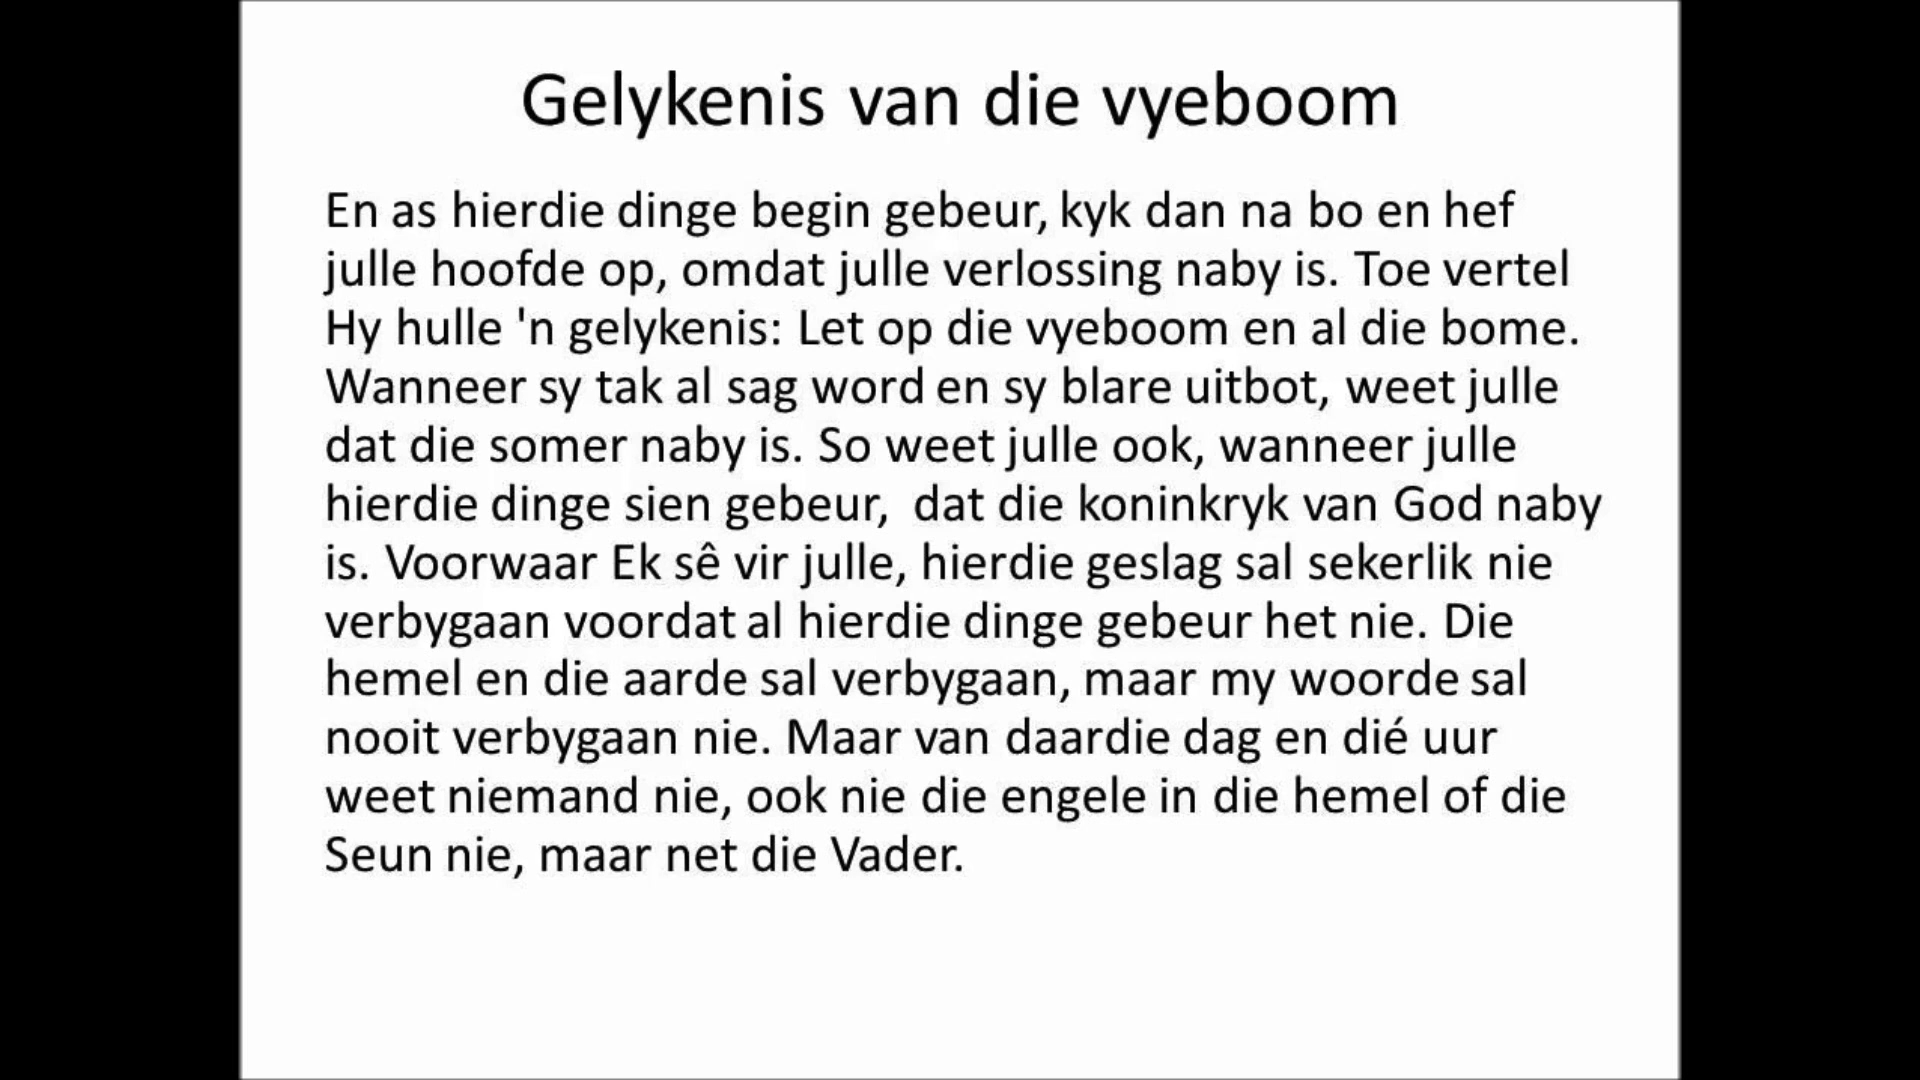 Gelykenis van die vyeboom
En as hierdie dinge begin gebeur, kyk dan na bo en hef
julle hoofde op, omdat julle verlossing naby is. Toe vertel
Hy hulle 'n gelykenis: Let op die vyeboom en al die bome.
Wanneer sy tak al sag word en sy blare uitbot, weet julle
dat die somer naby is. So weet julle ook, wanneer julle
hierdie dinge sien gebeur,  dat die koninkryk van God naby
is. Voorwaar Ek sê vir julle, hierdie geslag sal sekerlik nie
verbygaan voordat al hierdie dinge gebeur het nie. Die
hemel en die aarde sal verbygaan, maar my woorde sal
nooit verbygaan nie. Maar van daardie dag en dié uur
weet niemand nie, ook nie die engele in die hemel of die
Seun nie, maar net die Vader.